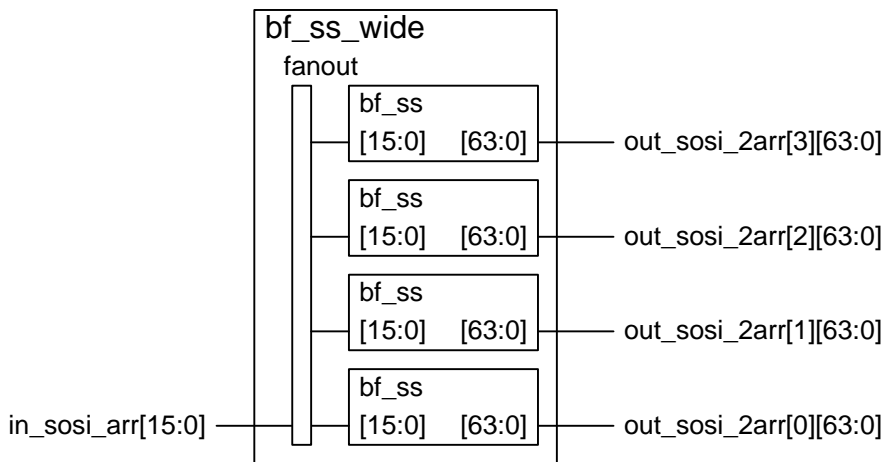 bf_ss_wide
fanout
bf_ss
[15:0] [63:0] out_sosi_2arr[3][63:0]
bf_ss
[15:0] [63:0] out_sosi_2arr[2][63:0]
bf_ss
[15:0] [63:0] out_sosi_2arr[1][63:0]
bf_ss
in_sosi_arr[15:0] [15:0] [63:0] out_sosi_2arr[0][63:0]